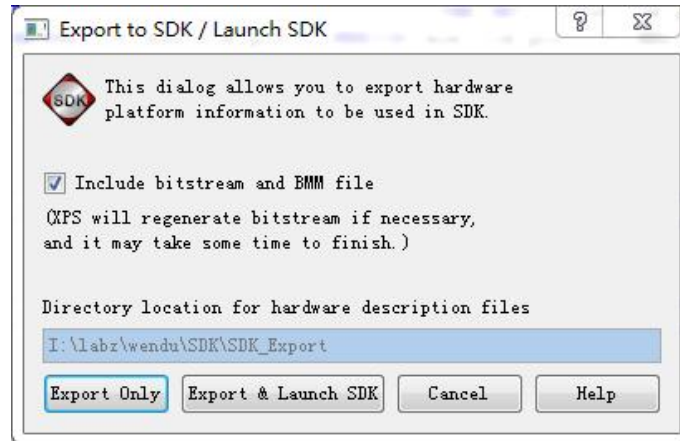 Export to SDK / Launch SDK
SDK
This dialog allows you to export hardware
platform information to be used in SDK.
Include bitstream and BMM file
(XPS will regenerate bitstream if necessary,
and it may take some time to finish.)
Directory location for hardware description files
I:\labz\wendu\SDK\SDK_Export
Export Only
Export & Launch SDK
Cancel
Help